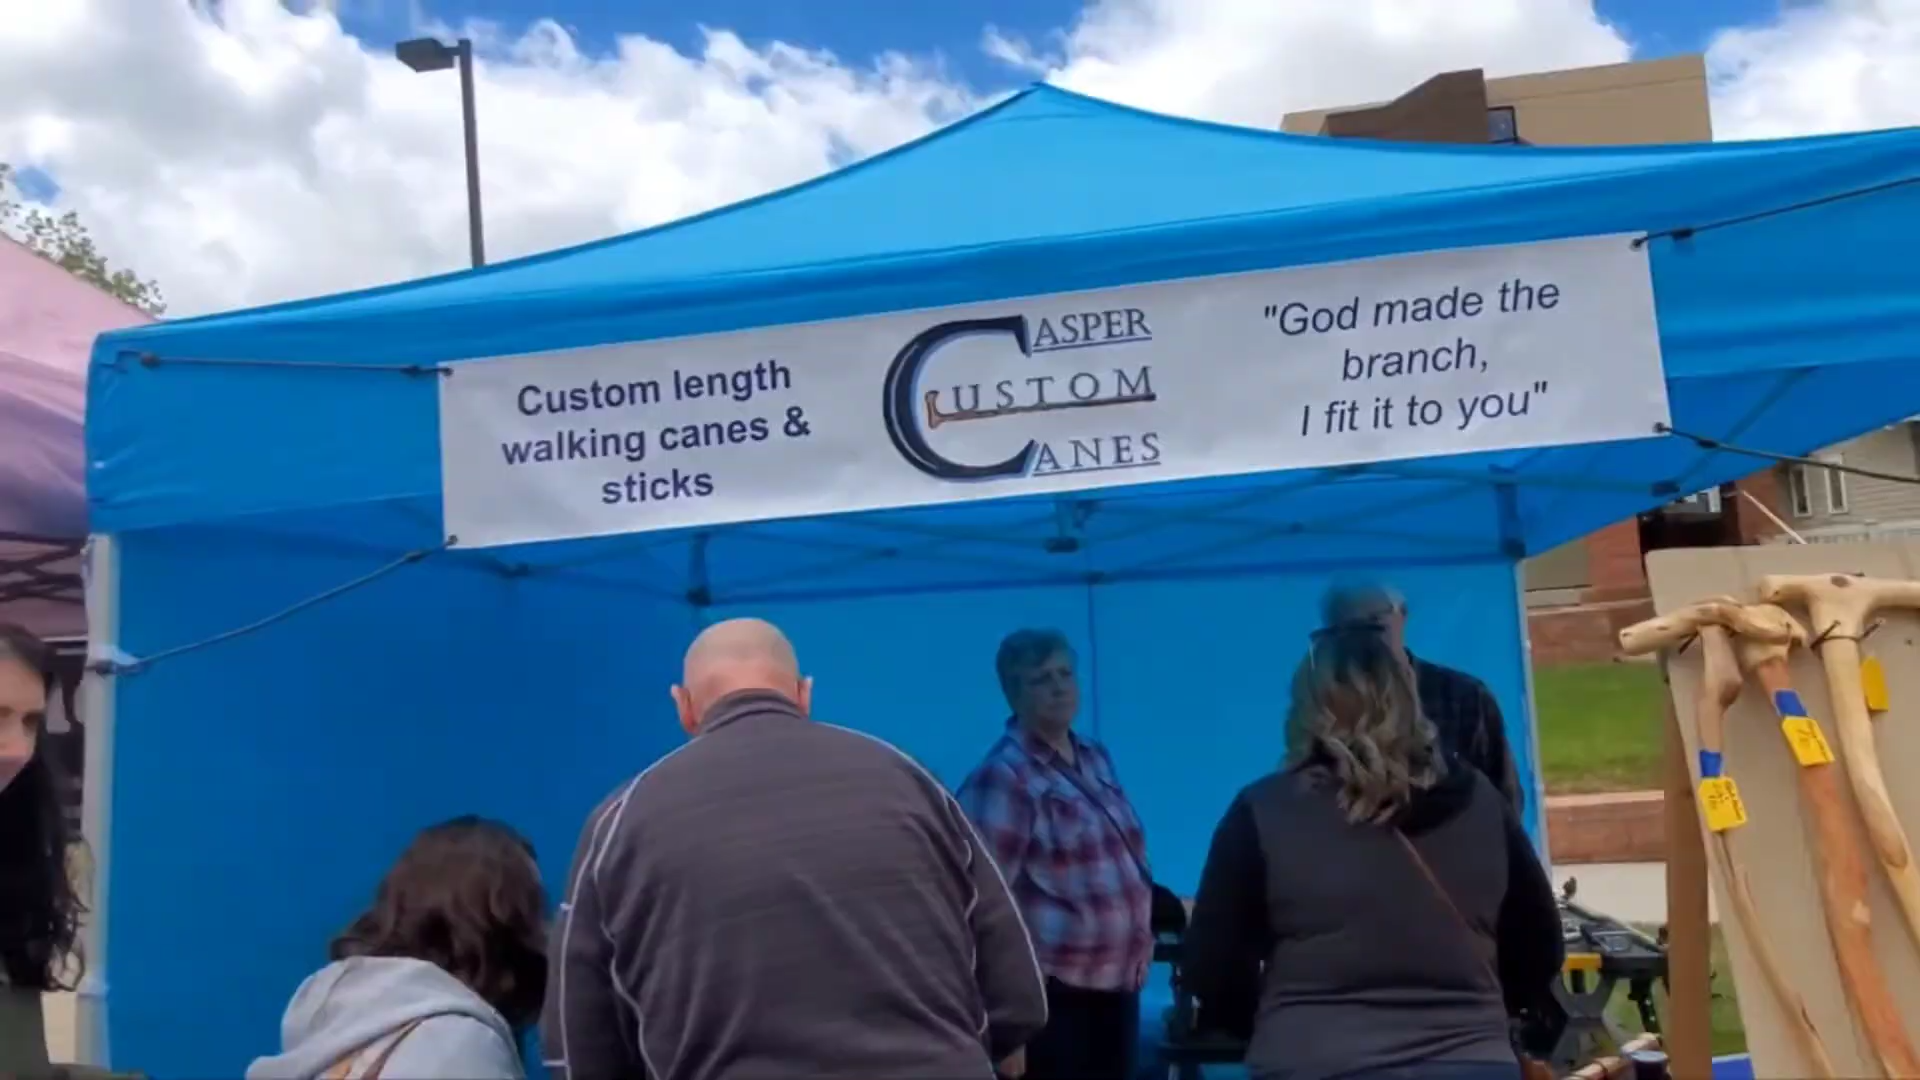 Custom length
walking canes &
sticks
CASPER
CUSTOM
CANES
"God made the
branch,
I fit it to you"